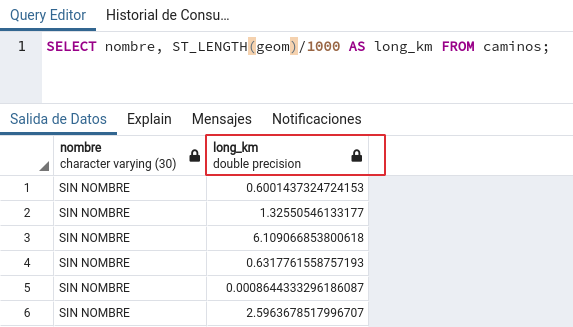 Query Editor Historial de Consu...
1 SELECT nombre, ST_LENGTH(geom)/1000 AS long_km FROM caminos;
Salida de Datos Explain Mensajes Notificaciones
nombre long_km
character varying (30) double precision
1 SIN NOMBRE 0.6001437324724153
2 SIN NOMBRE 1.32550546133177
3 SIN NOMBRE 6.109066853800618
4 SIN NOMBRE 0.6317761558757193
5 SIN NOMBRE 0.0008644333296186087
6 SIN NOMBRE 2.5963678517996707